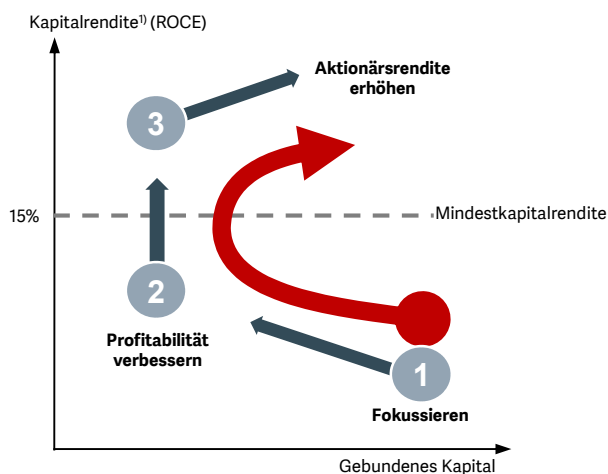 Kapitalrendite¹⁾ (ROCE)
Aktionärsrendite
erhöhen
3
15%
Mindestkapitalrendite
2
Profitabilität
verbessern
1
Fokussieren
Gebundenes Kapital